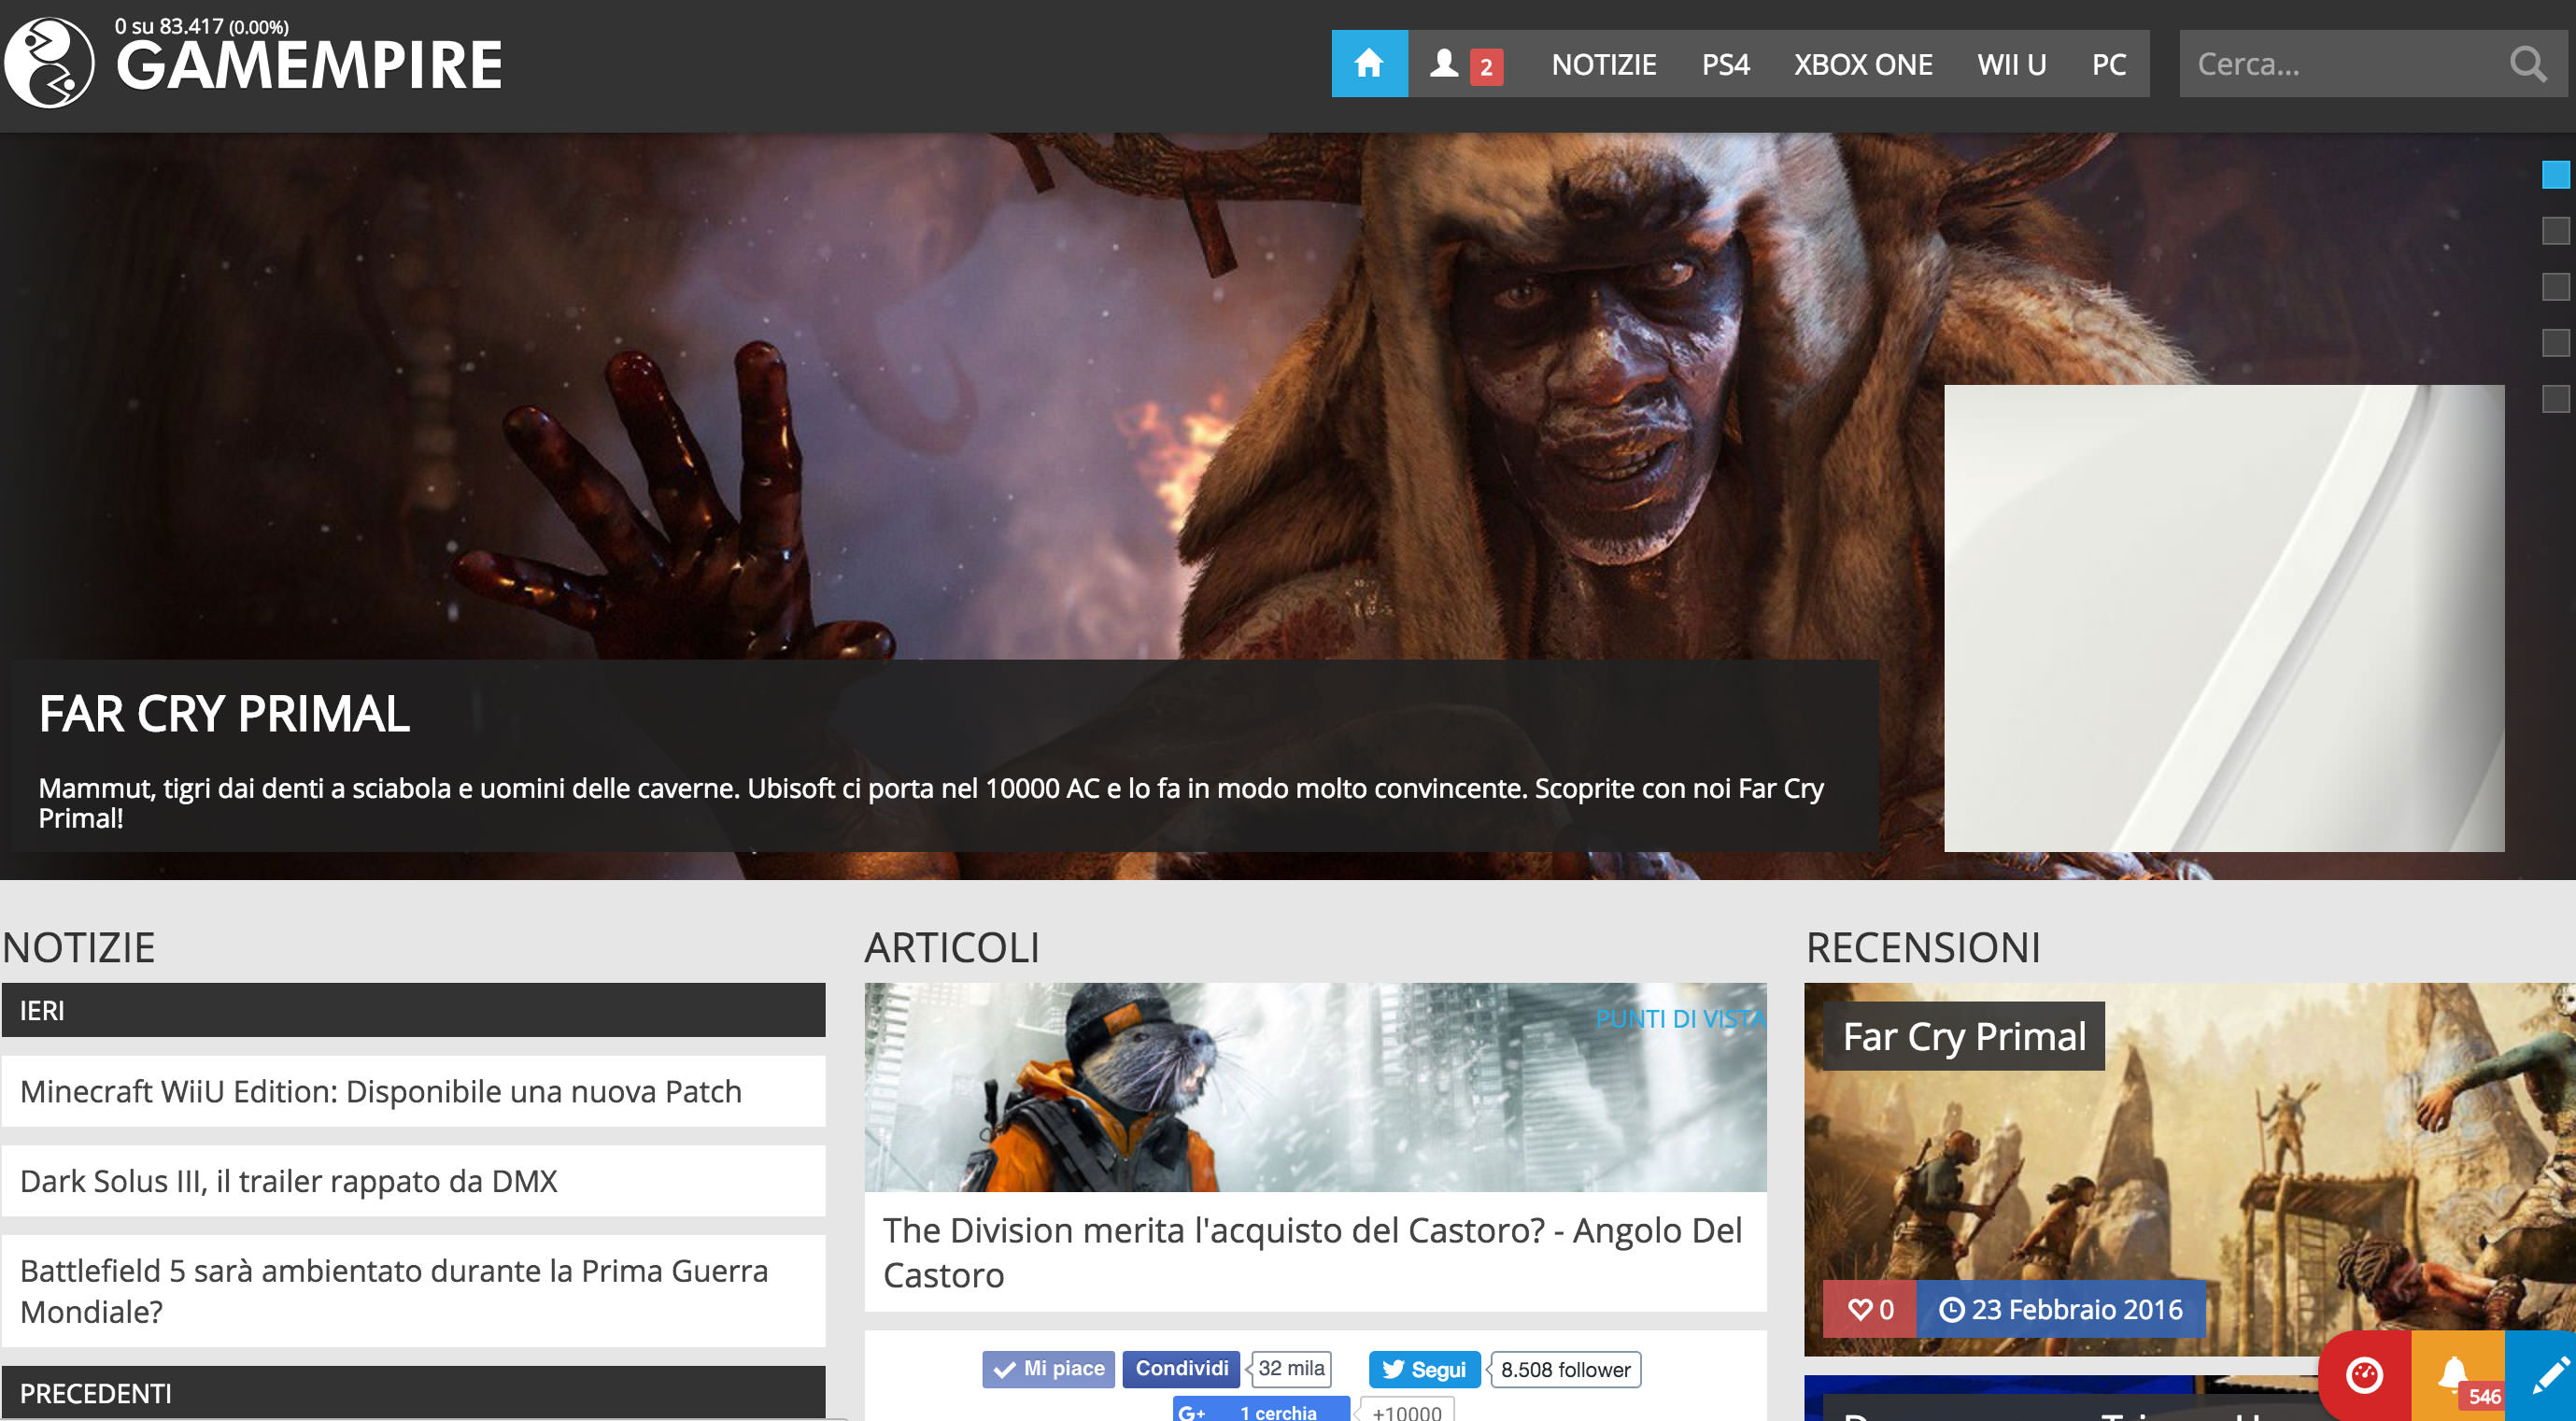 0 su 83.417 (0.00%)
GAMEMPIRE
2
NOTIZIE
PS4
XBOX ONE
WII U
PC
Cerca...
FAR CRY PRIMAL
Mammut, tigri dai denti a sciabola e uomini delle caverne. Ubisoft ci porta nel 10000 AC e lo fa in modo molto convincente. Scoprite con noi Far Cry
Primal!
NOTIZIE
IERI
Minecraft WiiU Edition: Disponibile una nuova Patch
Dark Solus III, il trailer rappato da DMX
Battlefield 5 sarà ambientato durante la Prima Guerra
Mondiale?
PRECEDENTI
ARTICOLI
PUNTI DI VISTA
The Division merita l'acquisto del Castoro? - Angolo Del
Castoro
Mi piace
Condividi
32 mila
Segui
8.508 follower
G+ 1 cerchia
+10000
RECENSIONI
Far Cry Primal
0
23 Febbraio 2016
546